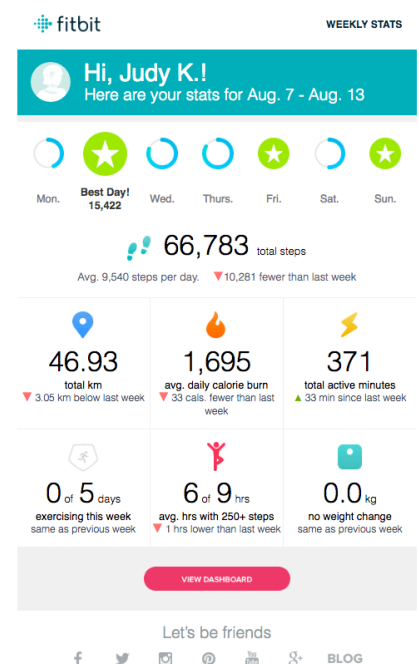 fitbit
WEEKLY STATS
Hi, Judy K.!
Here are your stats for Aug. 7 - Aug. 13
Mon.
Best Day!
15,422
Wed.
Thurs.
Fri.
Sat.
Sun.
66,783 total steps
Avg. 9,540 steps per day. ▼10,281 fewer than last week
46.93
total km
▼ 3.05 km below last week
1,695
avg. daily calorie burn
▼ 33 cals. fewer than last
week
371
total active minutes
▲ 33 min since last week
0 of 5 days
exercising this week
same as previous week
6 of 9 hrs
avg. hrs with 250+ steps
▼ 1 hrs lower than last week
0.0 kg
no weight change
same as previous week
VIEW DASHBOARD
Let's be friends
BLOG